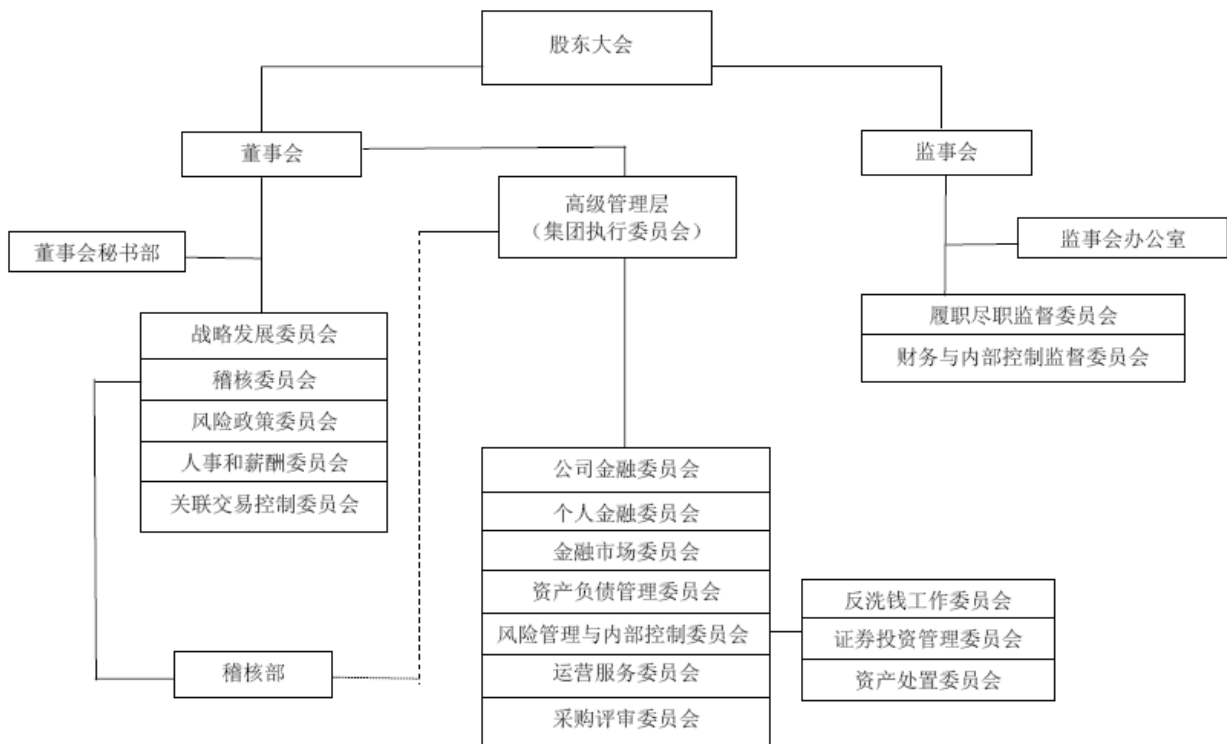 股东大会
董事会
监事会
高级管理层
（集团执行委员会）
董事会秘书部
监事会办公室
战略发展委员会
稽核委员会
风险政策委员会
人事和薪酬委员会
关联交易控制委员会
履职尽职监督委员会
财务与内部控制监督委员会
公司金融委员会
个人金融委员会
金融市场委员会
资产负债管理委员会
风险管理与内部控制委员会
运营服务委员会
采购评审委员会
反洗钱工作委员会
证券投资管理委员会
资产处置委员会
稽核部